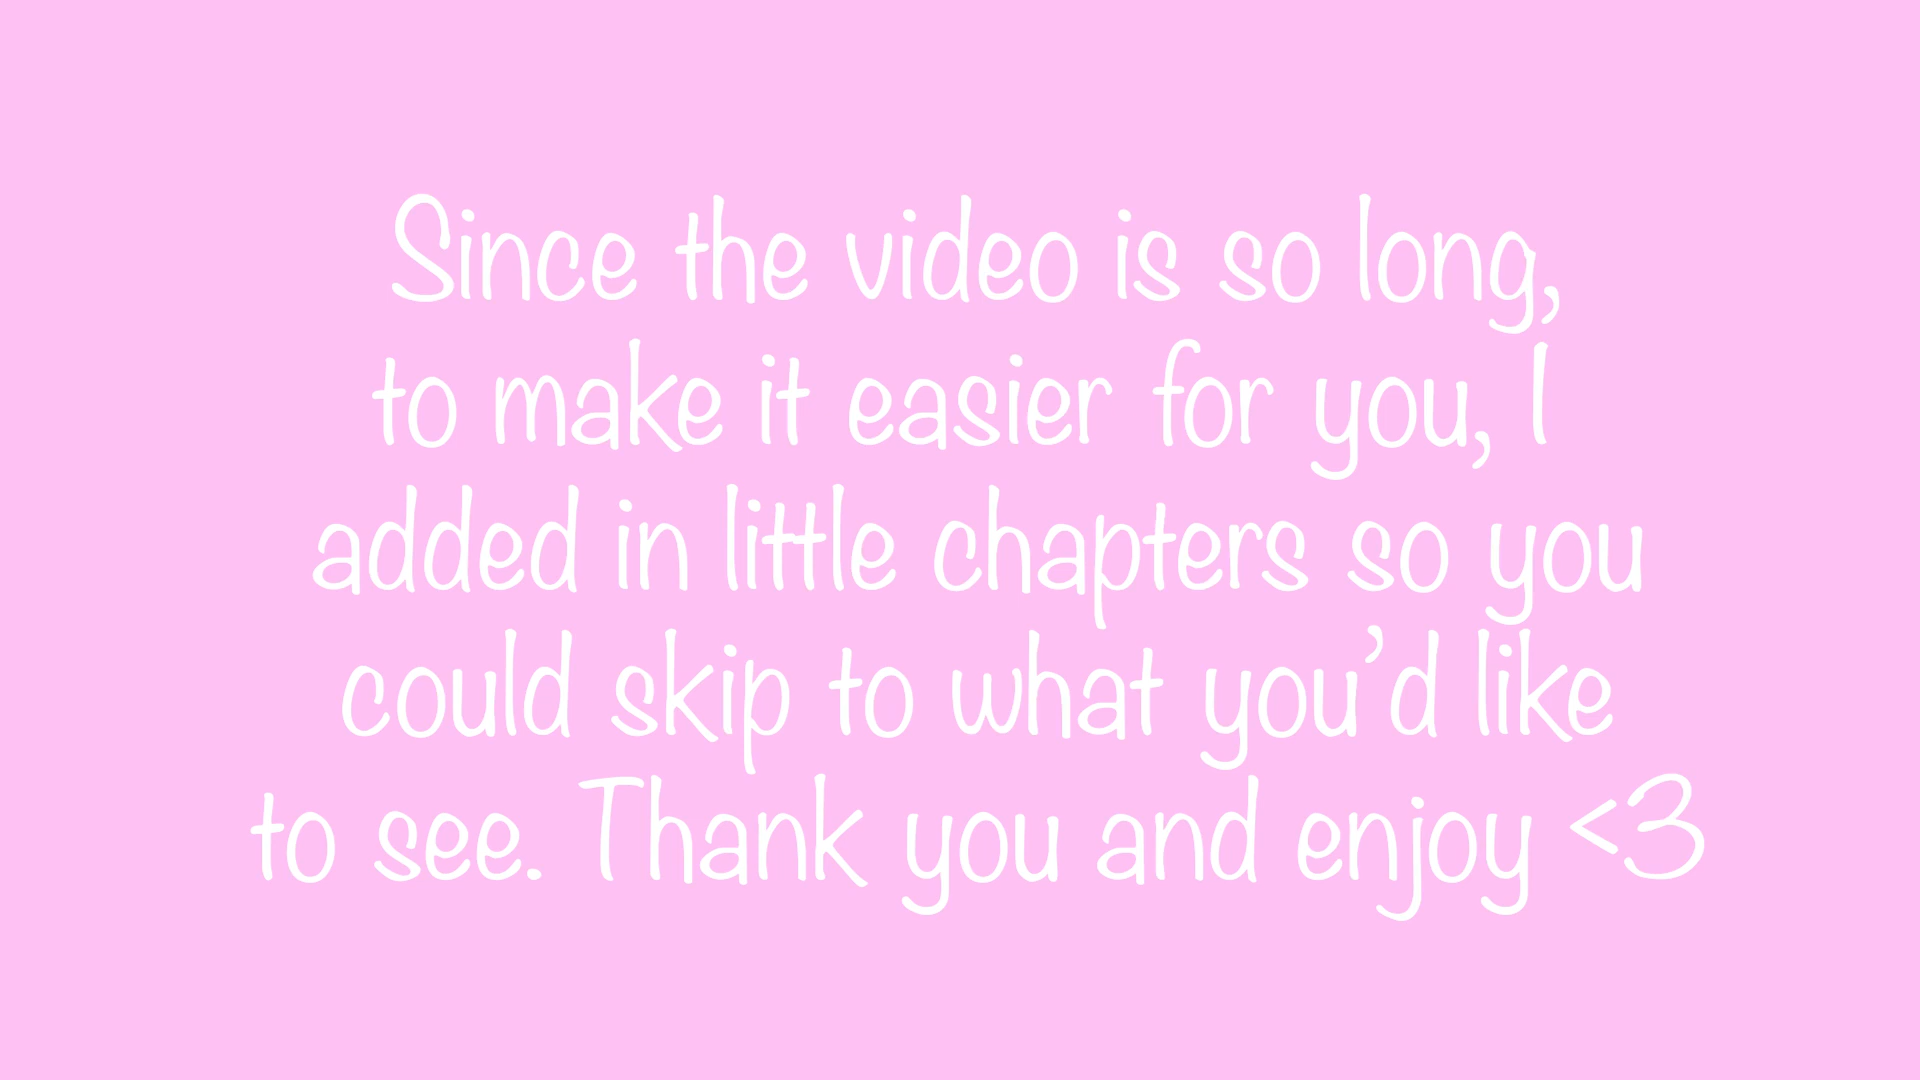 Since the video is so long,
to make it easier for you, I
added in little chapters so you
could skip to what you’d like
to see. Thank you and enjoy <3